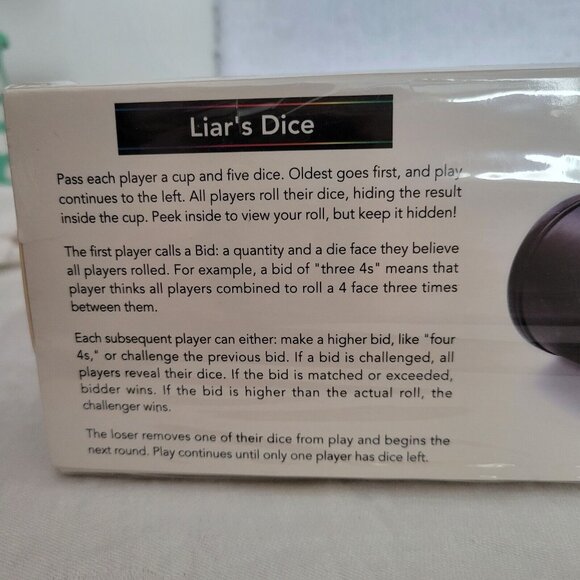 Liar's Dice
Pass each player a cup and five dice. Oldest goes first, and play
continues to the left. All players roll their dice, hiding the result
inside the cup. Peek inside to view your roll, but keep it hidden!
The first player calls a Bid: a quantity and a die face they believe
all players rolled. For example, a bid of "three 4s" means that
player thinks all players combined to roll a 4 face three times
between them.
Each subsequent player can either: make a higher bid, like "four
4s," or challenge the previous bid. If a bid is challenged, all
players reveal their dice. If the bid is matched or exceeded,
bidder wins. If the bid is higher than the actual roll, the
challenger wins.
The loser removes one of their dice from play and begins the
next round. Play continues until only one player has dice left.